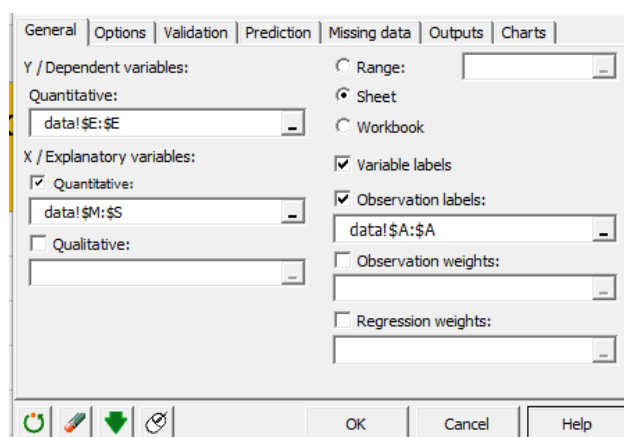 General Options Validation Prediction Missing data Outputs Charts
Y / Dependent variables:
Quantitative:
data!$E:$E
X / Explanatory variables:
Quantitative:
data!$M:$S
Qualitative:
Range:
Sheet
Workbook
Variable labels
Observation labels:
data!$A:$A
Observation weights:
Regression weights:
OK Cancel Help